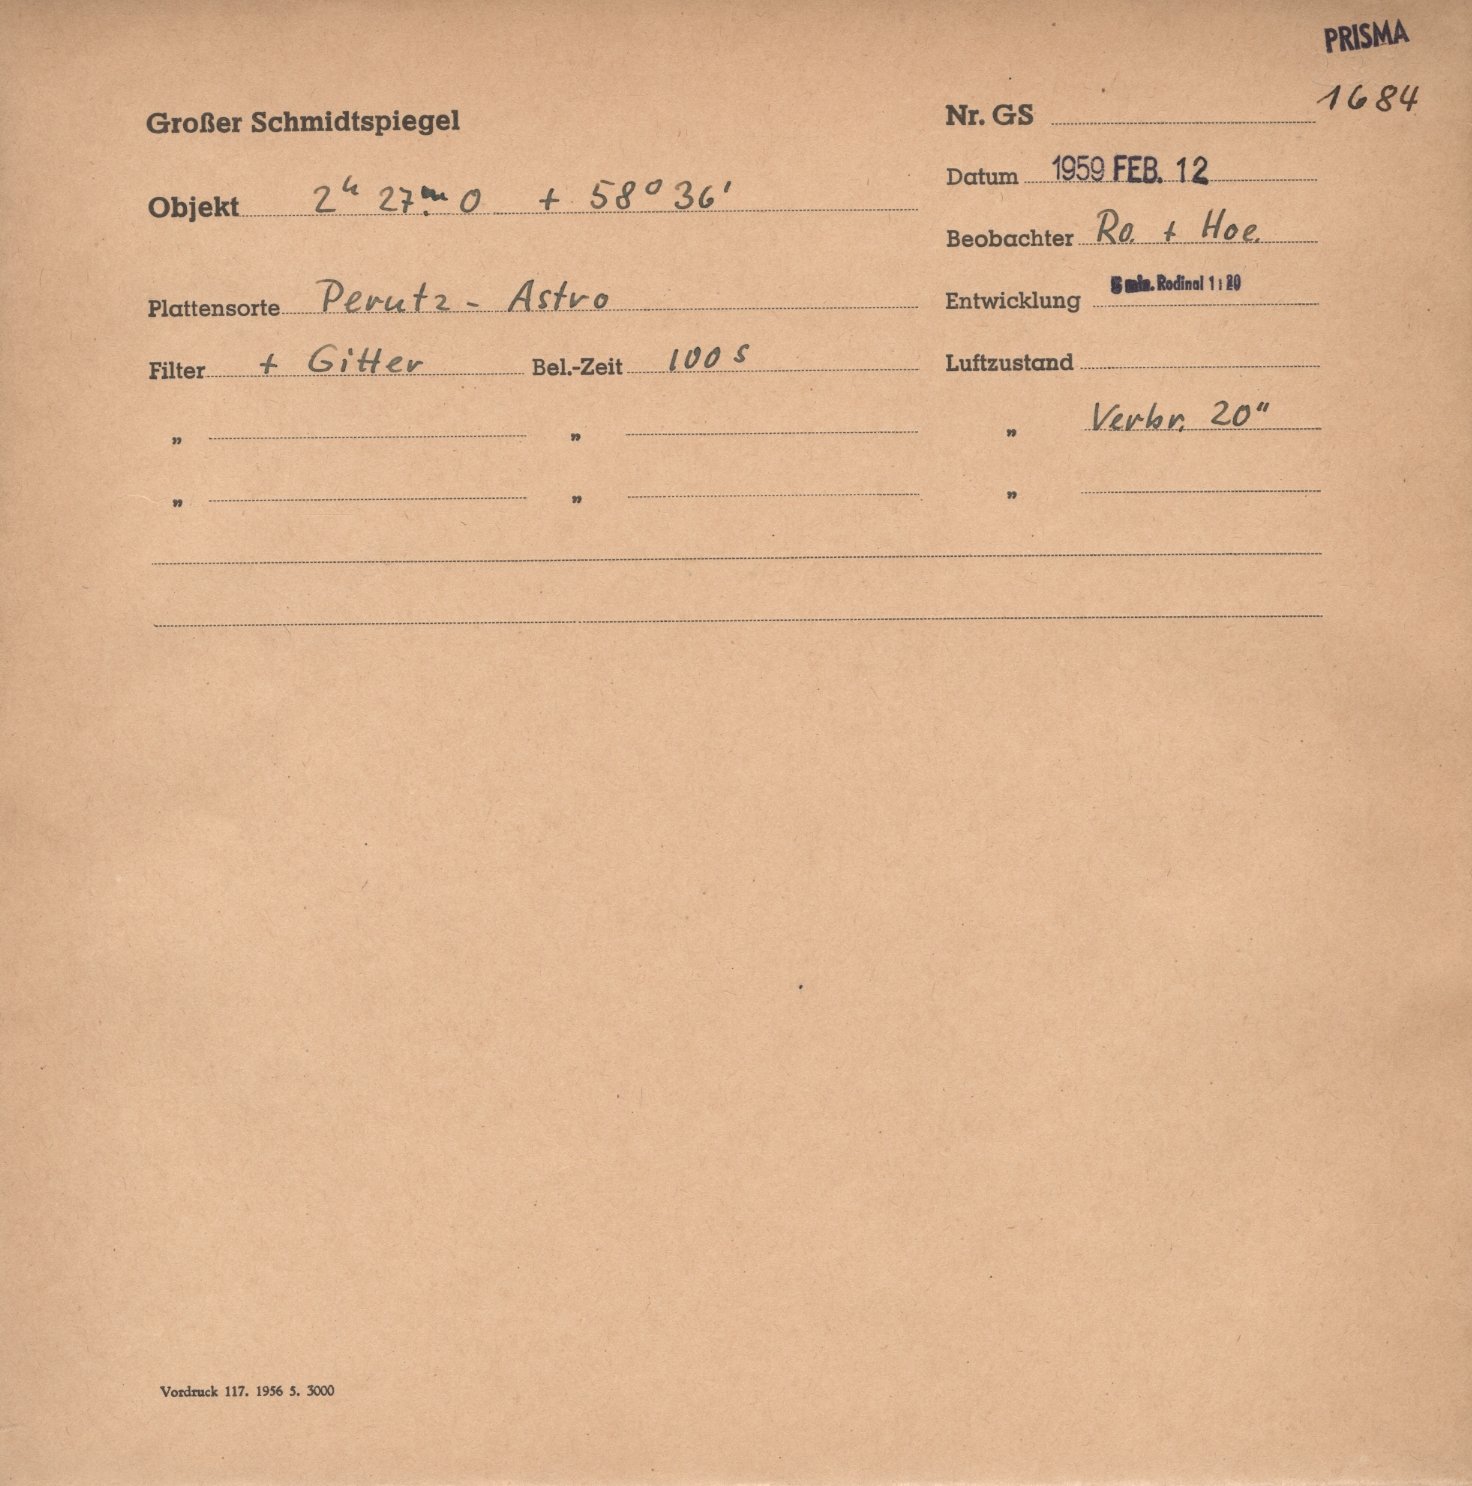 PRISMA
Großer Schmidtspiegel Nr. GS 1684
Datum 1959 FEB. 12
Objekt 2h 27m.0 + 58° 36'
Beobachter Ro. + Hoe.
Plattensorte Perutz - Astro Entwicklung 5 min. Rodinal 1:20
Filter + Gitter Bel.-Zeit 100 s Luftzustand
„ „ „ Verbr. 20"
„ „ „
Vordruck 117. 1956 5. 3000